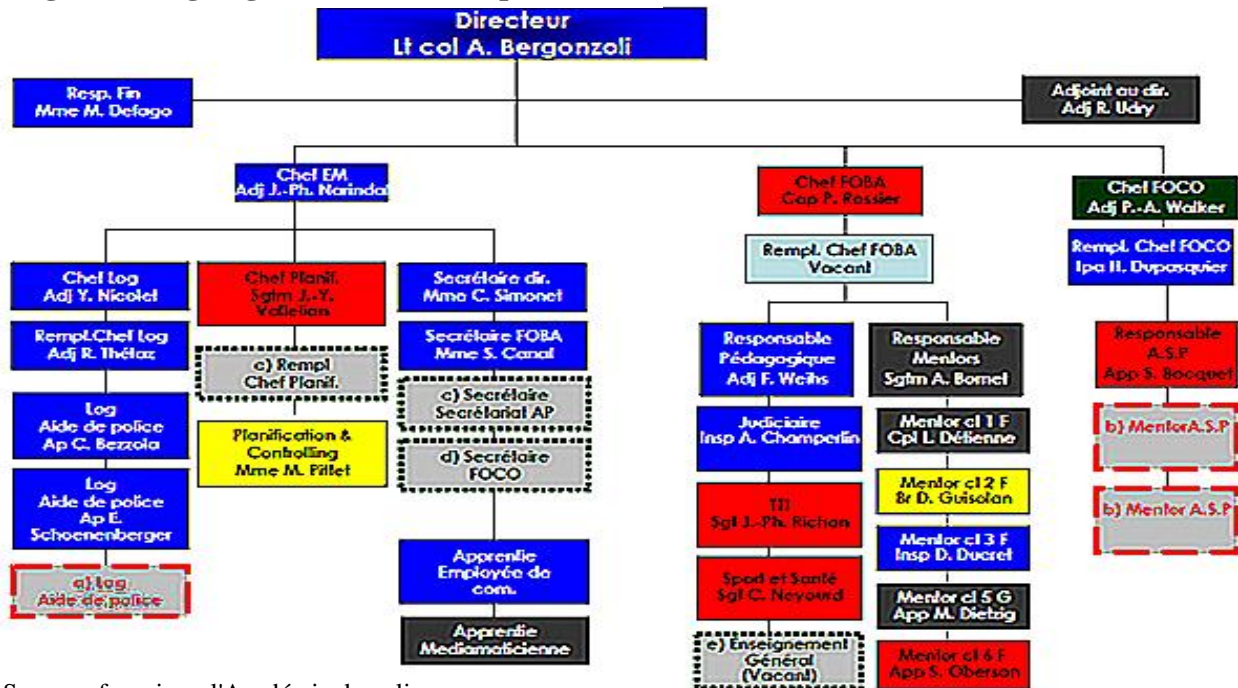 Directeur
Lt col A. Bergonzoli
Resp. Fin
Mme M. Defago
Adjoint au dir.
Adj R. Udry
Chef EM
Adj J.-Ph. Narindal
Chef FOBA
Cap P. Rossier
Chef FOCO
Adj P.-A. Walker
Rempl. Chef FOBA
Vacant
Rempl. Chef FOCO
Ipa H. Dupasquier
Chef Log
Adj Y. Nicolet
Rempl.Chef Log
Adj R. Thélaz
Log
Aide de police
Ap C. Bezzola
Log
Aide de police
Ap E.
Schoenenberger
a) Log
Aide de police
Chef Planif.
Sgtm J.-Y.
Valletian
c) Rempl
Chef Planif.
Planification &
Controlling
Mme M. Pittet
Secrétaire dir.
Mme C. Simonet
Secrétaire FOBA
Mme S. Canal
c) Secrétaire
Secrétariat AP
d) Secrétaire
FOCO
Apprentie
Employée de
com.
Apprentie
Mediamaticienne
Responsable
Pédagogique
Adj F. Weihs
Judiciaire
Insp A. Champerlin
TTI
Sgt J.-Ph. Richon
Sport et Santé
Sgt C. Neyourd
e) Enseignement
Général
(Vacant)
Responsable
Mentors
Sgtm A. Bornet
Mentor cl 1 F
Cpl L. Détienne
Mentor cl 2 F
Br D. Guisolan
Mentor cl 3 F
Insp D. Ducret
Mentor cl 5 G
App M. Dietzig
Mentor cl 6 F
App S. Oberson
Responsable
A.S.P
App S. Bocquet
b) MentorA.S.P
b) Mentor A.S.P